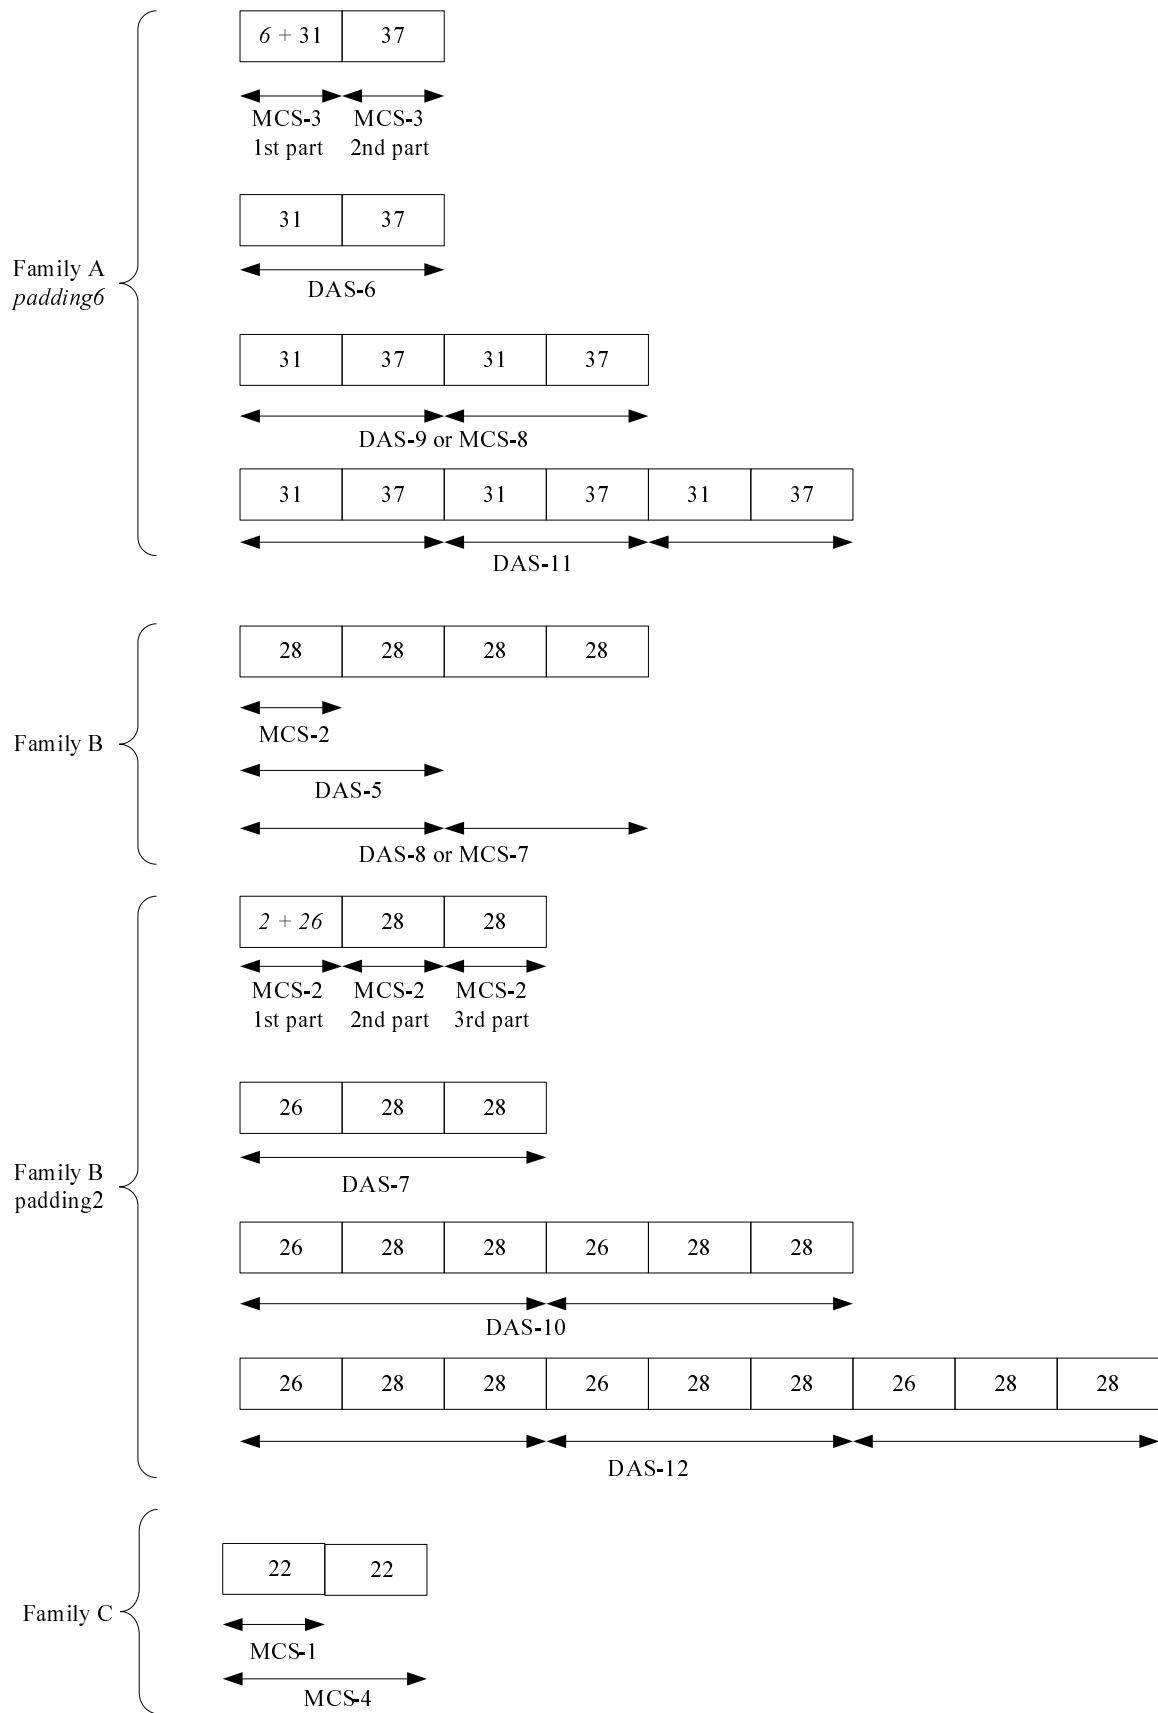 6 + 31 37
MCS-3 MCS-3
1st part 2nd part
31 37
Family A
padding6
DAS-6
31 37 31 37
DAS-9 or MCS-8
31 37 31 37 31 37
DAS-11
28 28 28 28
MCS-2
Family B
DAS-5
DAS-8 or MCS-7
2 + 26 28 28
MCS-2 MCS-2 MCS-2
1st part 2nd part 3rd part
26 28 28
Family B
padding2
DAS-7
26 28 28 26 28 28
DAS-10
26 28 28 26 28 28 26 28 28
DAS-12
22 22
Family C
MCS-1
MCS-4